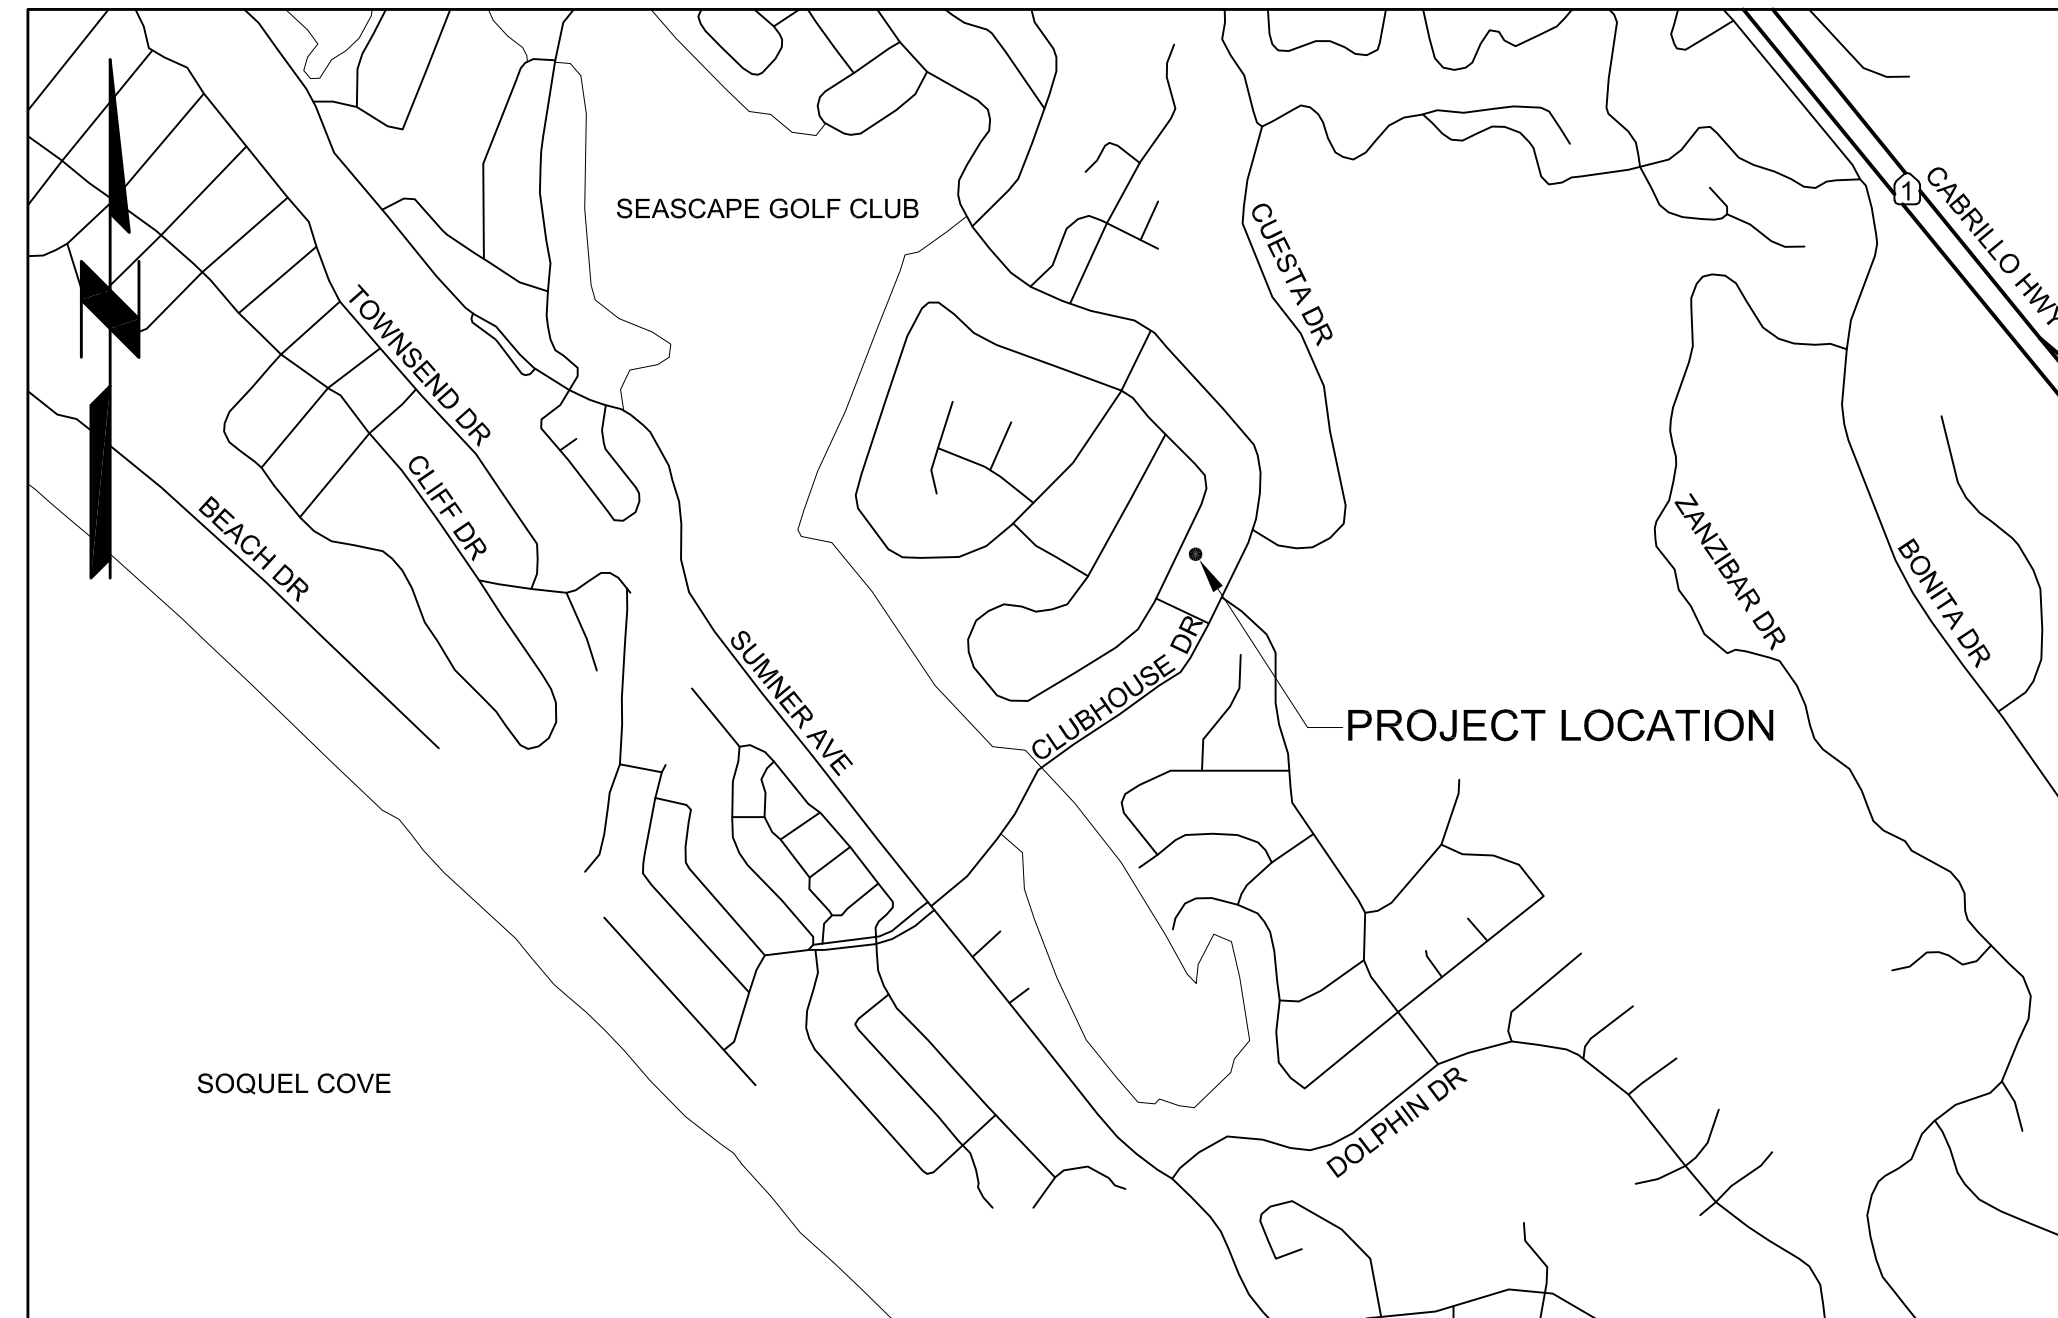 SEASCAPE GOLF CLUB
1
CABRILLO HWY
CUESTA DR
TOWNSEND DR
CLIFF DR
BEACH DR
ZANZIBAR DR
BONITA DR
SUMNER AVE
CLUBHOUSE DR
PROJECT LOCATION
SOQUEL COVE
DOLPHIN DR
N